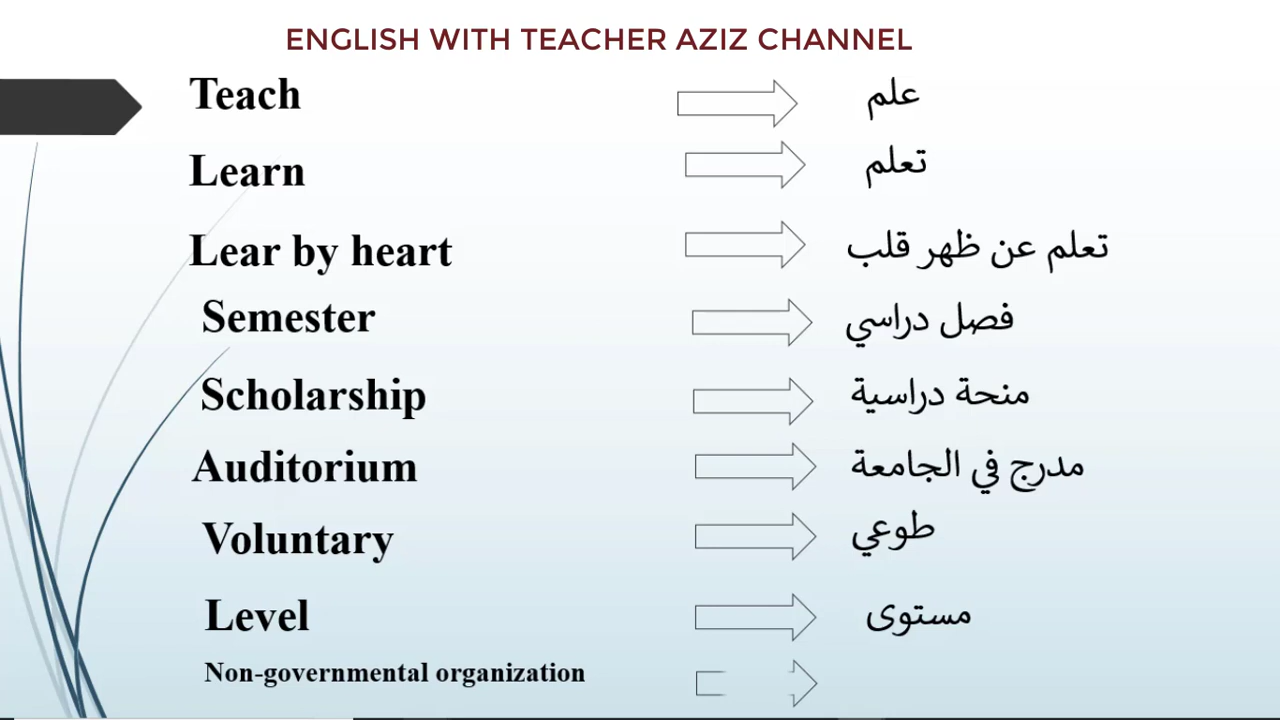 ENGLISH WITH TEACHER AZIZ CHANNEL
Teach علم
Learn تعلم
Lear by heart تعلم عن ظهر قلب
Semester فصل دراسي
Scholarship منحة دراسية
Auditorium مدرج في الجامعة
Voluntary طوعي
Level مستوى
Non-governmental organization